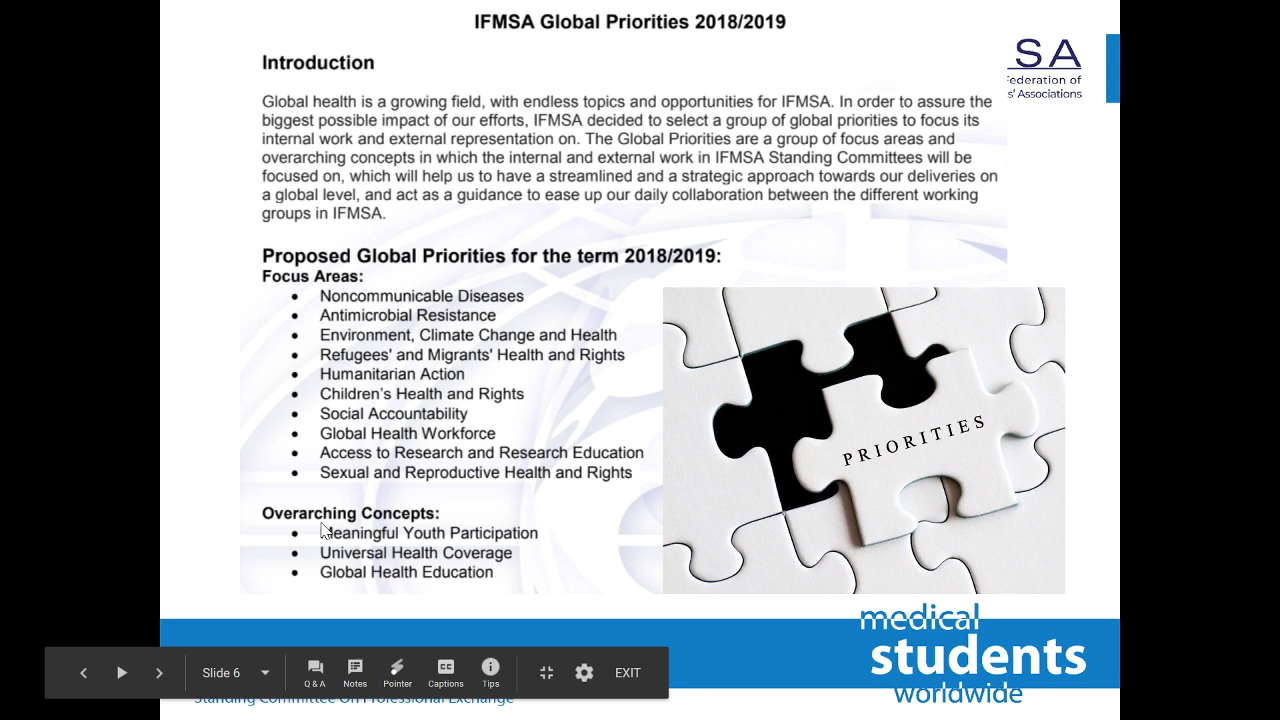 IFMSA Global Priorities 2018/2019
Introduction
SA
Federation of
s' Associations
Global health is a growing field, with endless topics and opportunities for IFMSA. In order to assure the
biggest possible impact of our efforts, IFMSA decided to select a group of global priorities to focus its
internal work and external representation on. The Global Priorities are a group of focus areas and
overarching concepts in which the internal and external work in IFMSA Standing Committees will be
focused on, which will help us to have a streamlined and a strategic approach towards our deliveries on
a global level, and act as a guidance to ease up our daily collaboration between the different working
groups in IFMSA.
Proposed Global Priorities for the term 2018/2019:
Focus Areas:
• Noncommunicable Diseases
• Antimicrobial Resistance
• Environment, Climate Change and Health
• Refugees' and Migrants' Health and Rights
• Humanitarian Action
• Children's Health and Rights
• Social Accountability
• Global Health Workforce
• Access to Research and Research Education
• Sexual and Reproductive Health and Rights
PRIORITIES
Overarching Concepts:
• Meaningful Youth Participation
• Universal Health Coverage
• Global Health Education
medical
students
worldwide
Slide 6
Q & A
Notes
Pointer
CC
Captions
Tips
EXIT
Standing Committee On Professional Exchange